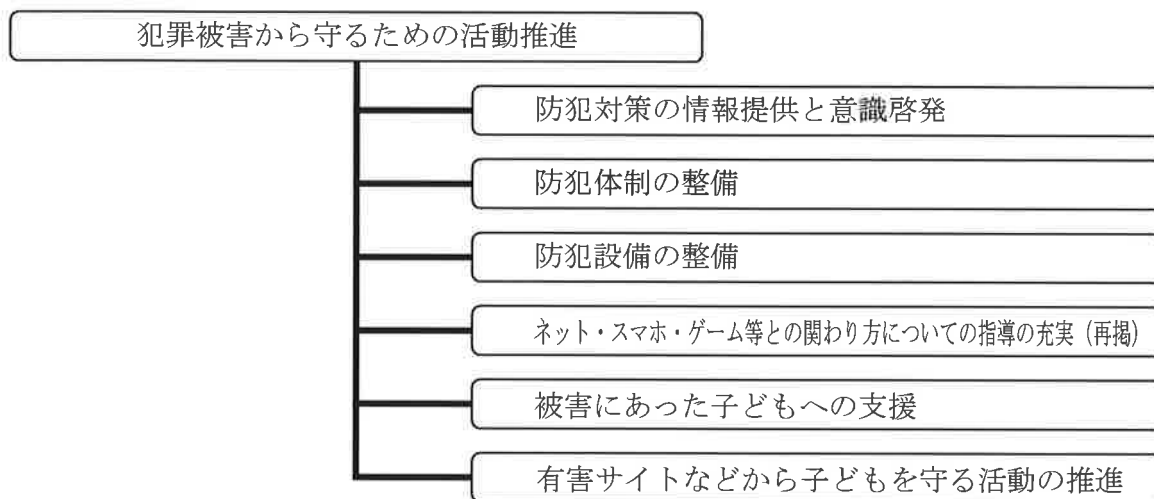 犯罪被害から守るための活動推進
防犯対策の情報提供と意識啓発
防犯体制の整備
防犯設備の整備
ネット・スマホ・ゲーム等との関わり方についての指導の充実（再掲）
被害にあった子どもへの支援
有害サイトなどから子どもを守る活動の推進